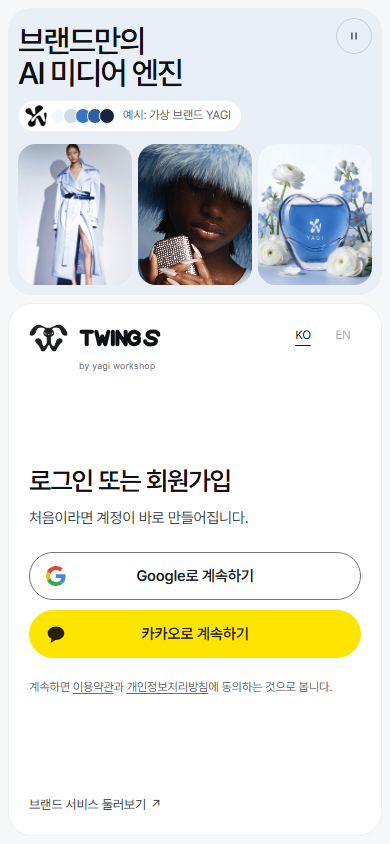 브랜드만의
AI 미디어 엔진
예시: 가상 브랜드 YAGI
YAGI
TWINGS
by yagi workshop
KO
EN
로그인 또는 회원가입
처음이라면 계정이 바로 만들어집니다.
Google로 계속하기
카카오로 계속하기
계속하면 이용약관과 개인정보처리방침에 동의하는 것으로 봅니다.
브랜드 서비스 둘러보기 ↗